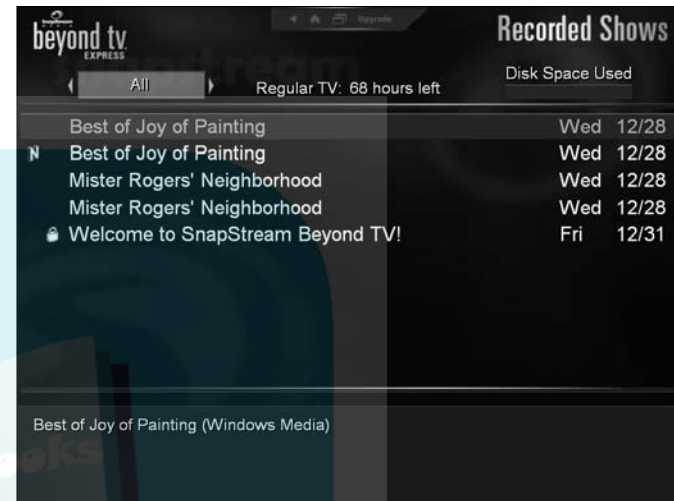 Upgrade
SnapStream
beyond tv
EXPRESS
Recorded Shows
All
Regular TV: 68 hours left
Disk Space Used
Best of Joy of Painting Wed 12/28
N Best of Joy of Painting Wed 12/28
Mister Rogers' Neighborhood Wed 12/28
Mister Rogers' Neighborhood Wed 12/28
Welcome to SnapStream Beyond TV! Fri 12/31
Best of Joy of Painting (Windows Media)
ooks